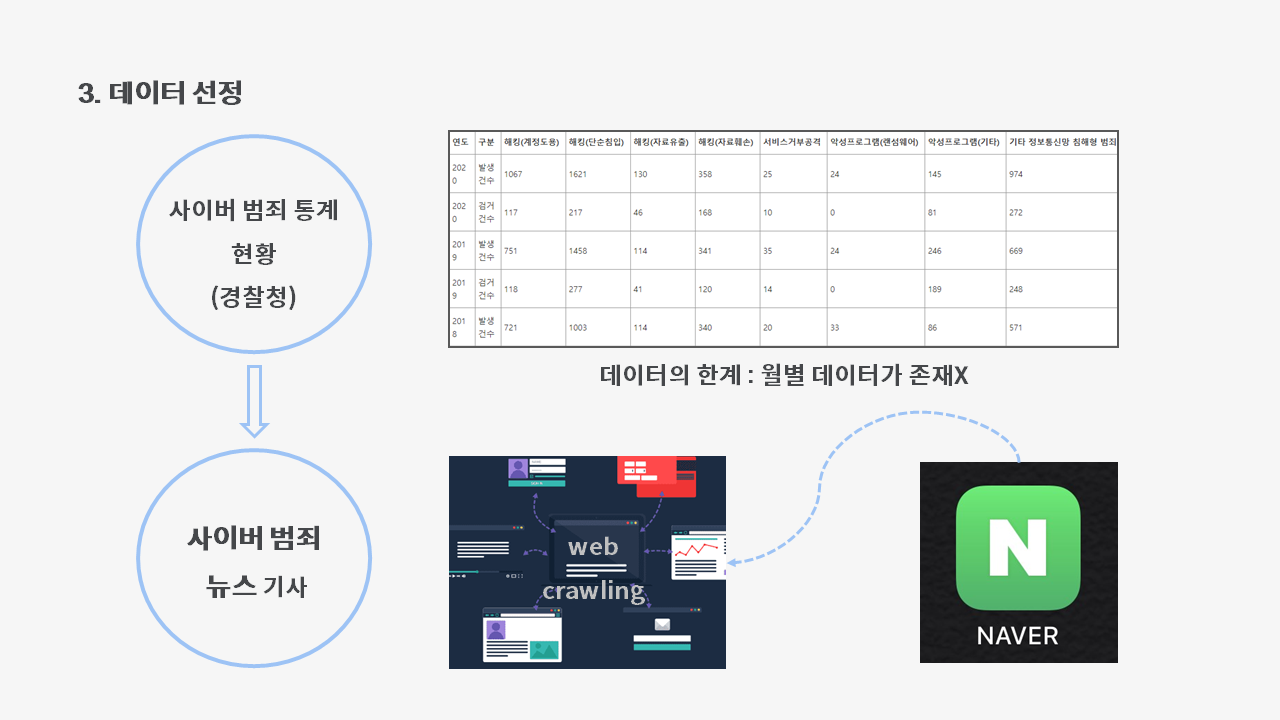 3. 데이터 선정
사이버 범죄 통계
현황
(경찰청)
연도 구분 해킹(계정도용) 해킹(단순침입) 해킹(자료유출) 해킹(자료훼손) 서비스거부공격 악성프로그램(랜섬웨어) 악성프로그램(기타) 기타 정보통신망 침해형 범죄
2020 발생건수 1067 1621 130 358 25 24 145 974
2020 검거건수 117 217 46 168 10 0 81 272
2019 발생건수 751 1458 114 341 35 24 246 669
2019 검거건수 118 277 41 120 14 0 189 248
2018 발생건수 721 1003 114 340 20 33 86 571
데이터의 한계 : 월별 데이터가 존재X
사이버 범죄
뉴스 기사
web
crawling
N
NAVER